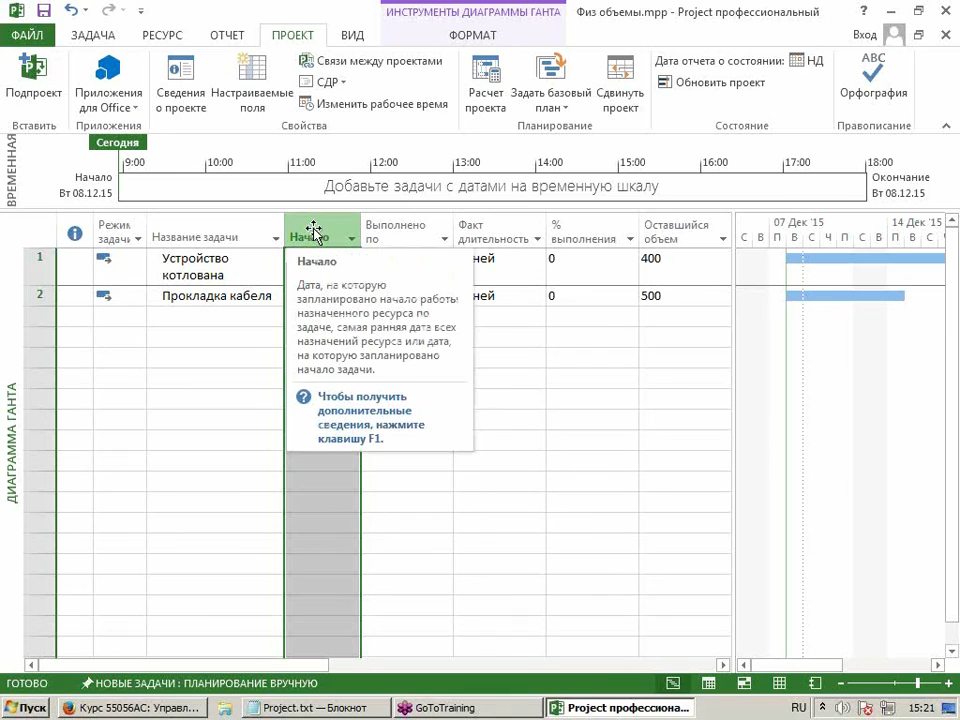 ИНСТРУМЕНТЫ ДИАГРАММЫ ГАНТА
Физ объемы.mpp - Project профессиональный
ФАЙЛ ЗАДАЧА РЕСУРС ОТЧЕТ ПРОЕКТ ВИД ФОРМАТ Вход
Подпроект
Приложения для Office
Сведения о проекте
Настраиваемые поля
Связи между проектами
СДР
Изменить рабочее время
Расчет проекта
Задать базовый план
Сдвинуть проект
Дата отчета о состоянии: НД
Обновить проект
ABC
Орфография
Вставить Приложения Свойства Планирование Состояние Правописание
ВРЕМЕННАЯ
Сегодня
9:00 10:00 11:00 12:00 13:00 14:00 15:00 16:00 17:00 18:00
Начало
Вт 08.12.15
Добавьте задачи с датами на временную шкалу
Окончание
Вт 08.12.15
ДИАГРАММА ГАНТА
Режим задачи
Название задачи
Начало
Выполнено по
Факт длительность
% выполнения
Оставшийся объем
07 Дек '15 14 Дек '15
С В П В С Ч П С В П В С Ч
1 Устройство котлована ней 0 400
2 Прокладка кабеля ней 0 500
Начало
Дата, на которую
запланировано начало работы
назначенного ресурса по
задаче, самая ранняя дата всех
назначений ресурса или дата,
на которую запланировано
начало задачи.
Чтобы получить
дополнительные
сведения, нажмите
клавишу F1.
ГОТОВО НОВЫЕ ЗАДАЧИ : ПЛАНИРОВАНИЕ ВРУЧНУЮ
Пуск Курс 55056АС: Управл... Project.txt — Блокнот GoToTraining Project профессиона... RU 15:21